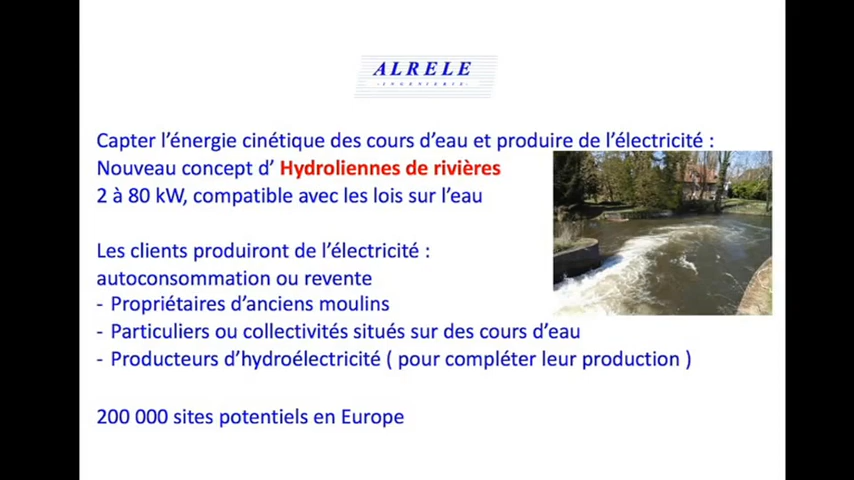 ALRELE
- INGENIERIE -
Capter l’énergie cinétique des cours d’eau et produire de l’électricité :
Nouveau concept d’ Hydroliennes de rivières
2 à 80 kW, compatible avec les lois sur l’eau
Les clients produiront de l’électricité :
autoconsommation ou revente
- Propriétaires d’anciens moulins
- Particuliers ou collectivités situés sur des cours d’eau
- Producteurs d’hydroélectricité ( pour compléter leur production )
200 000 sites potentiels en Europe